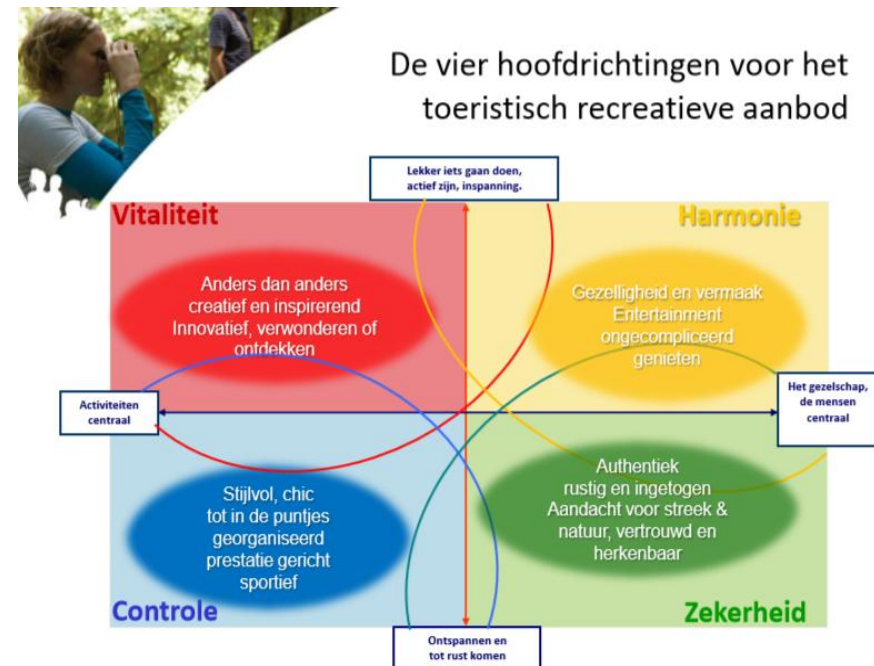 De vier hoofdrichtingen voor het
toeristisch recreatieve aanbod
Lekker iets gaan doen,
actief zijn, inspanning.
Vitaliteit
Harmonie
Anders dan anders
creatief en inspirerend
Innovatief, verwonderen of
ontdekken
Gezelligheid en vermaak
Entertainment
ongecompliceerd
genieten
Activiteiten
centraal
Het gezelschap,
de mensen
centraal
Stijlvol, chic
tot in de puntjes
georganiseerd
prestatie gericht
sportief
Authentiek
rustig en ingetogen
Aandacht voor streek &
natuur, vertrouwd en
herkenbaar
Controle
Zekerheid
Ontspannen en
tot rust komen